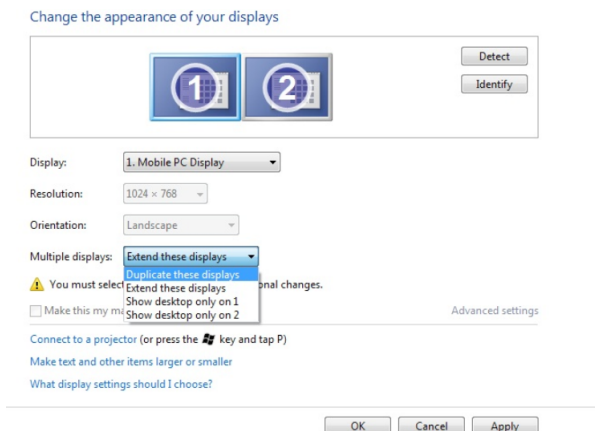 Change the appearance of your displays
1
2
Detect
Identify
Display:
1. Mobile PC Display
Resolution:
1024 × 768
Orientation:
Landscape
Multiple displays:
Extend these displays
Duplicate these displays
Extend these displays
Show desktop only on 1
Show desktop only on 2
You must selec
onal changes.
Make this my ma
Advanced settings
Connect to a projector (or press the key and tap P)
Make text and other items larger or smaller
What display settings should I choose?
OK
Cancel
Apply